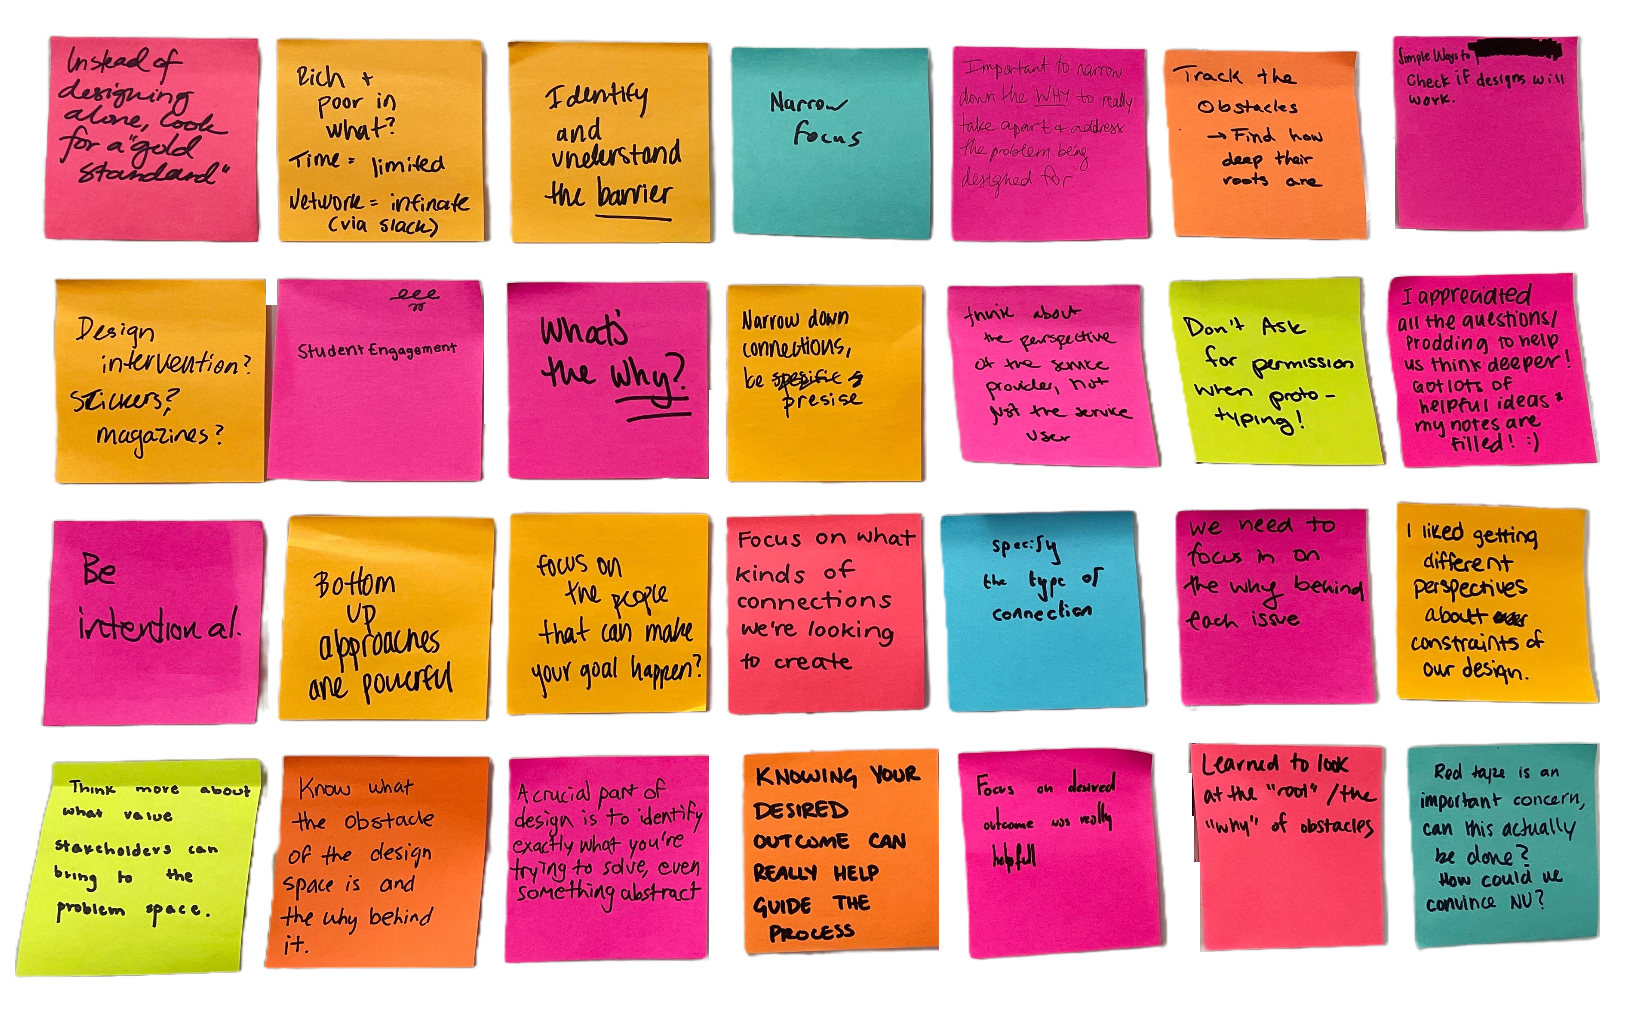 Instead of
designing
alone, look
for a "gold
standard"
Rich +
poor in
what?
Time = limited
Network = infinate
(via slack)
Identify
and
understand
the barrier
Narrow
focus
Important to narrow
down the WHY to really
take apart + address
the problem being
designed for.
Track the
Obstacles
→ Find how
deep their
roots are
Simple Ways to
Check if designs will
work.
Design
intervention?
Stickers?
magazines?
Student Engagement
What's
the why?
Narrow down
connections,
be
presise
think about
the perspective
of the service
provider, not
just the service
user
Don't Ask
for permission
when proto-
typing!
I appreciated
all the questions/
Prodding to help
us think deeper!
Got lots of
helpful ideas +
my notes are
filled! :)
Be
intentional.
Bottom
up
approaches
are powerful
focus on
the people
that can make
your goal happen?
Focus on what
kinds of
connections
we're looking
to create
specify
the type of
connection
we need to
focus in on
the why behind
each issue
I liked getting
different
perspectives
about
constraints of
our design.
Think more about
what value
stakeholders can
bring to the
problem space.
Know what
the obstacle
of the design
space is and
the why behind
it.
A crucial part of
design is to identify
exactly what you're
trying to solve, even
something abstract
KNOWING YOUR
DESIRED
OUTCOME CAN
REALLY HELP
GUIDE THE
PROCESS
Focus on desired
outcome was really
helpfull
Learned to look
at the "root" / the
"why" of obstacles
Red tape is an
important concern,
can this actually
be done?
How could we
convince NU?